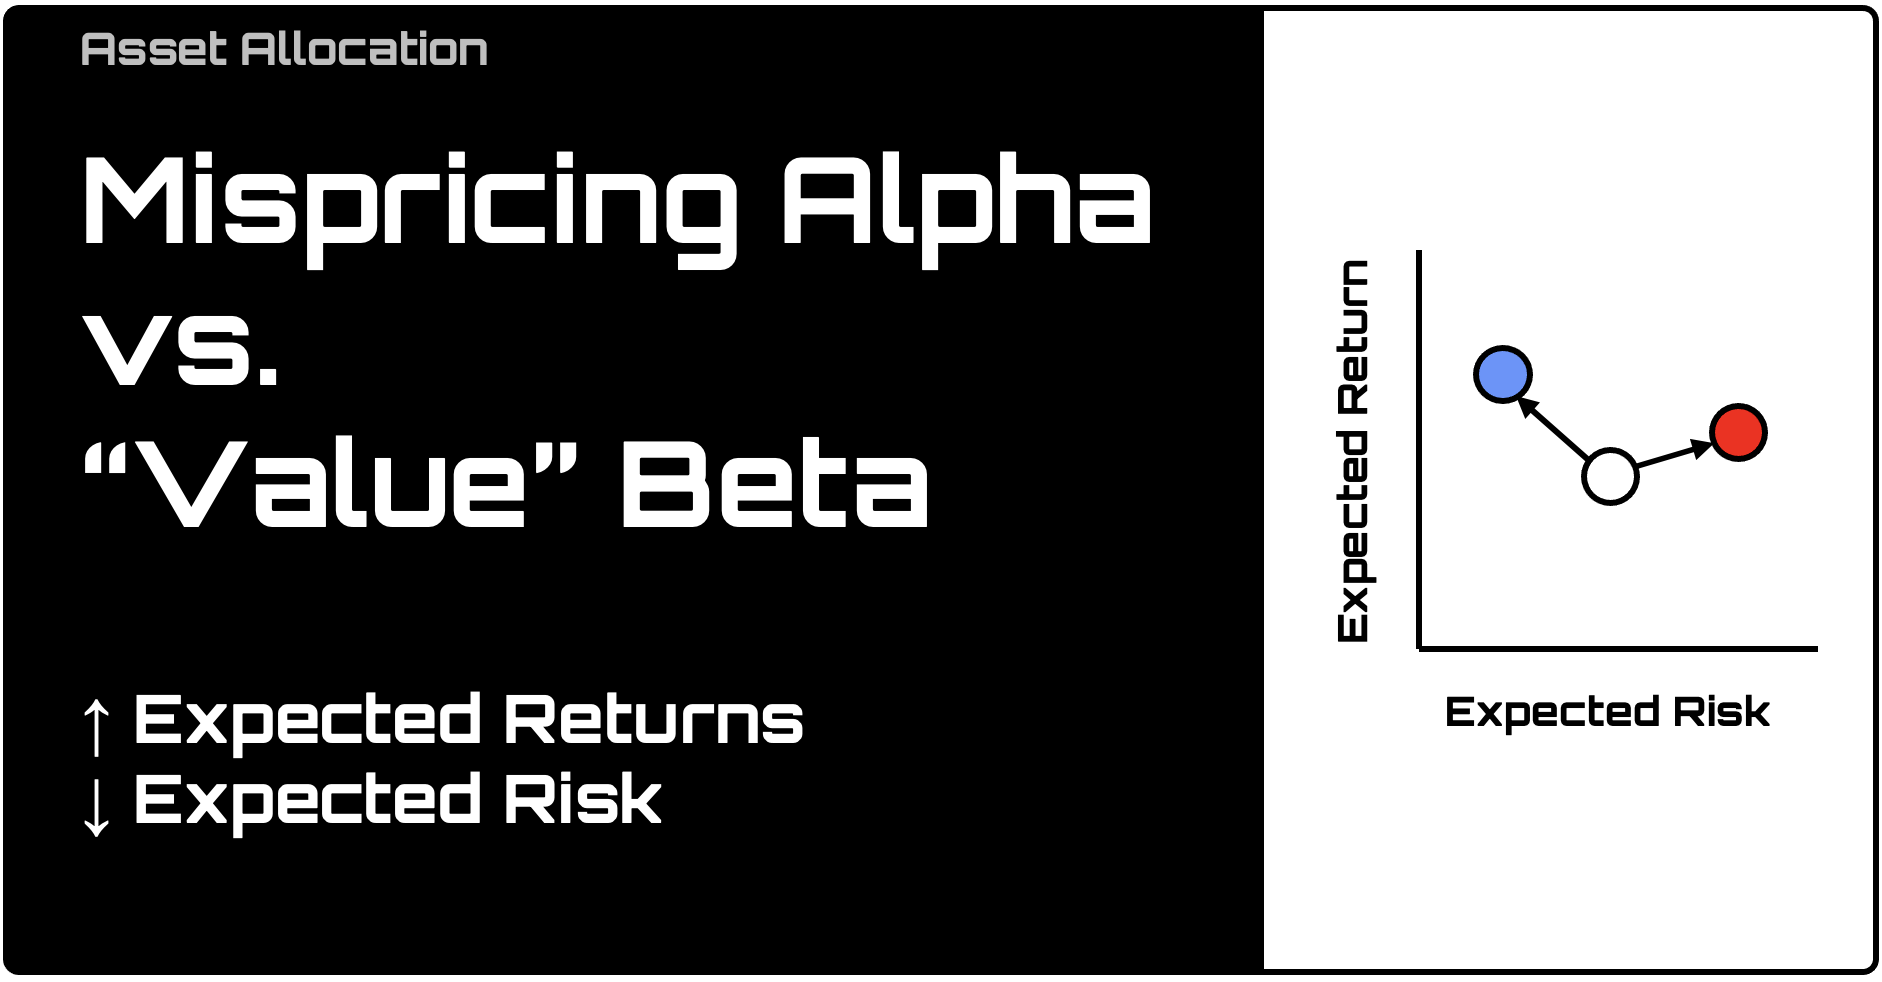 Asset Allocation
Mispricing Alpha
vs.
“Value” Beta
↑ Expected Returns
↓ Expected Risk
Expected Return
Expected Risk